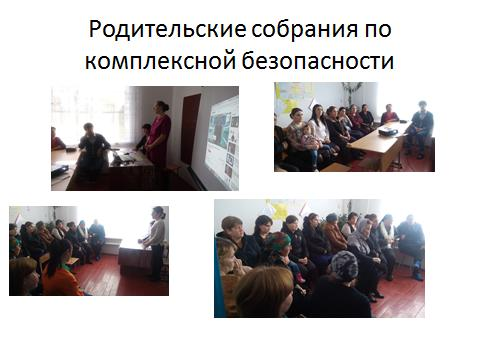 Родительские собрания по
комплексной безопасности